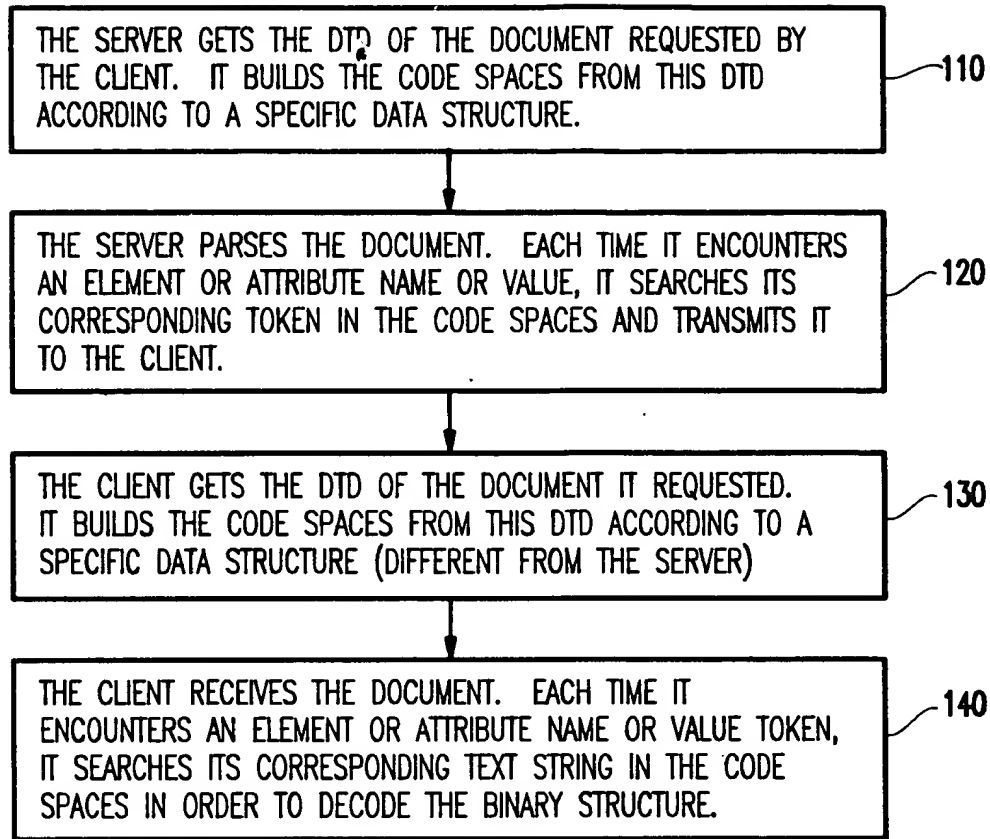 THE SERVER GETS THE DTD OF THE DOCUMENT REQUESTED BY
THE CLIENT. IT BUILDS THE CODE SPACES FROM THIS DTD
ACCORDING TO A SPECIFIC DATA STRUCTURE.
110
THE SERVER PARSES THE DOCUMENT. EACH TIME IT ENCOUNTERS
AN ELEMENT OR ATTRIBUTE NAME OR VALUE, IT SEARCHES ITS
CORRESPONDING TOKEN IN THE CODE SPACES AND TRANSMITS IT
TO THE CLIENT.
120
THE CLIENT GETS THE DTD OF THE DOCUMENT IT REQUESTED.
IT BUILDS THE CODE SPACES FROM THIS DTD ACCORDING TO A
SPECIFIC DATA STRUCTURE (DIFFERENT FROM THE SERVER)
130
THE CLIENT RECEIVES THE DOCUMENT. EACH TIME IT
ENCOUNTERS AN ELEMENT OR ATTRIBUTE NAME OR VALUE TOKEN,
IT SEARCHES ITS CORRESPONDING TEXT STRING IN THE CODE
SPACES IN ORDER TO DECODE THE BINARY STRUCTURE.
140